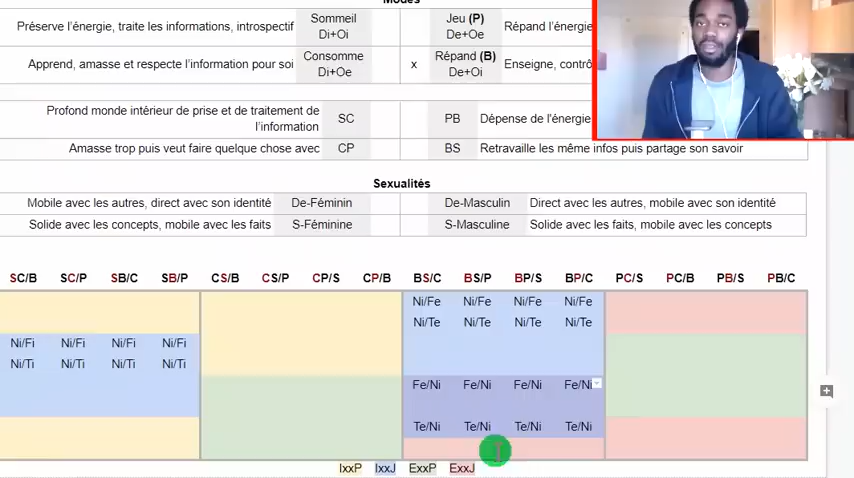 Modes
Préserve l'énergie, traite les informations, introspectif Sommeil Di+Oi Jeu (P) De+Oe Répand l'énergie
Apprend, amasse et respecte l'information pour soi Consomme Di+Oe x Répand (B) De+Oi Enseigne, contrô
Profond monde intérieur de prise et de traitement de l'information SC PB Dépense de l'énergie
Amasse trop puis veut faire quelque chose avec CP BS Retravaille les même infos puis partage son savoir
Sexualités
Mobile avec les autres, direct avec son identité De-Féminin De-Masculin Direct avec les autres, mobile avec son identité
Solide avec les concepts, mobile avec les faits S-Féminine S-Masculine Solide avec les faits, mobile avec les concepts
SC/B SC/P SB/C SB/P CS/B CS/P CP/S CP/B BS/C BS/P BP/S BP/C PC/S PC/B PB/S PB/C
Ni/Fe Ni/Fe Ni/Fe Ni/Fe
Ni/Te Ni/Te Ni/Te Ni/Te
Ni/Fi Ni/Fi Ni/Fi Ni/Fi
Ni/Ti Ni/Ti Ni/Ti Ni/Ti
Fe/Ni Fe/Ni Fe/Ni Fe/Ni
Te/Ni Te/Ni Te/Ni Te/Ni
IxxP IxxJ ExxP ExxJ